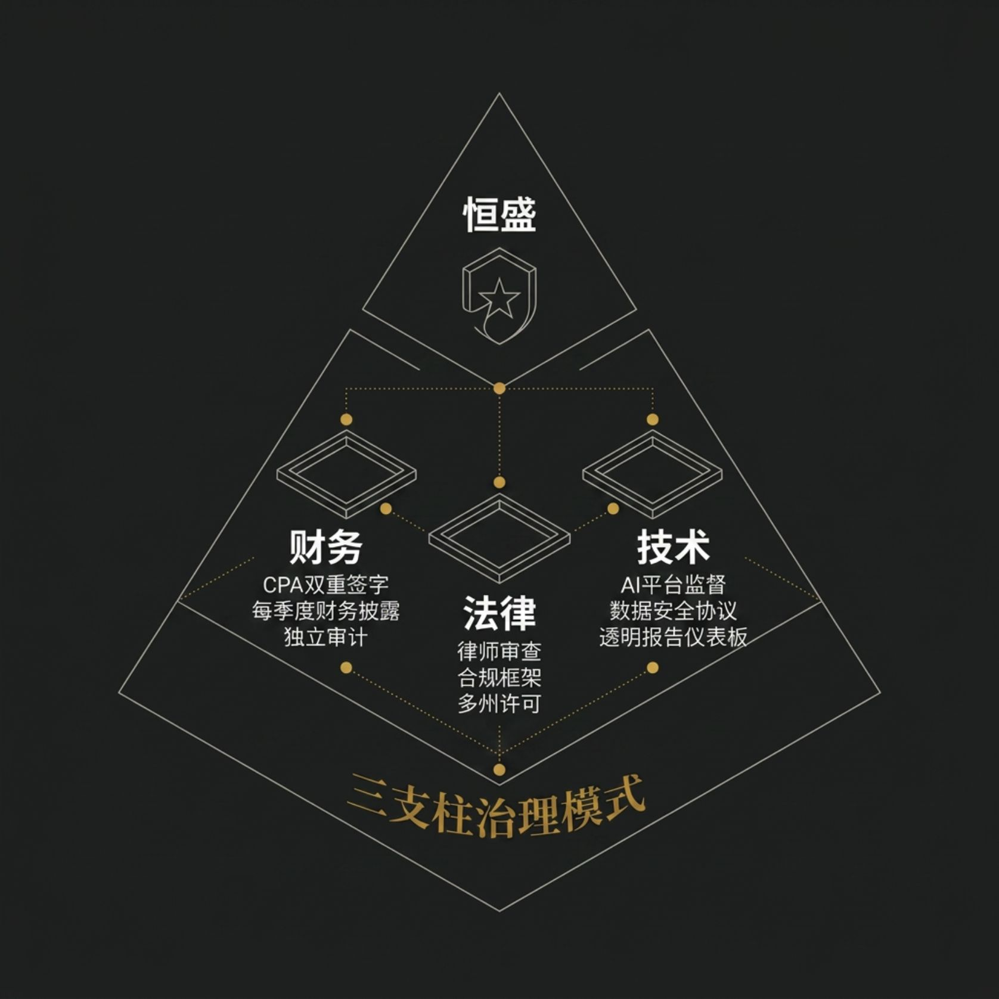 恒盛
财务
CPA双重签字
每季度财务披露
独立审计
法律
律师审查
合规框架
多州许可
技术
AI平台监督
数据安全协议
透明报告仪表板
三支柱治理模式